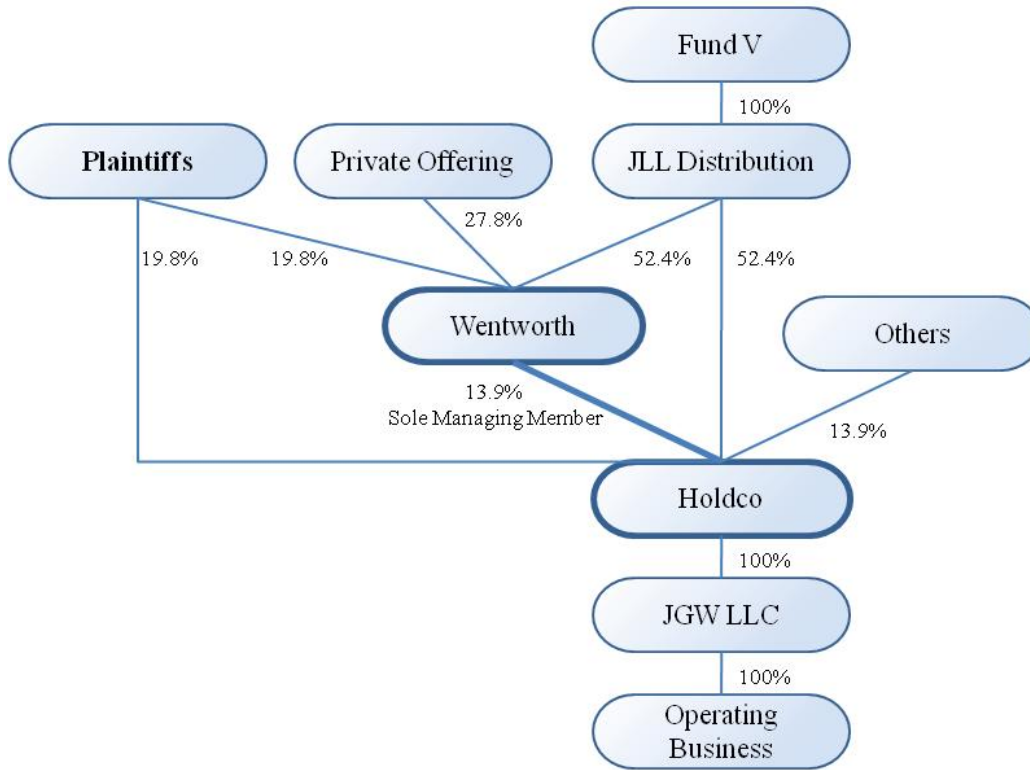 Fund V
100%
Plaintiffs
Private Offering
JLL Distribution
27.8%
19.8%
19.8%
52.4%
52.4%
Wentworth
Others
13.9%
Sole Managing Member
13.9%
Holdco
100%
JGW LLC
100%
Operating
Business